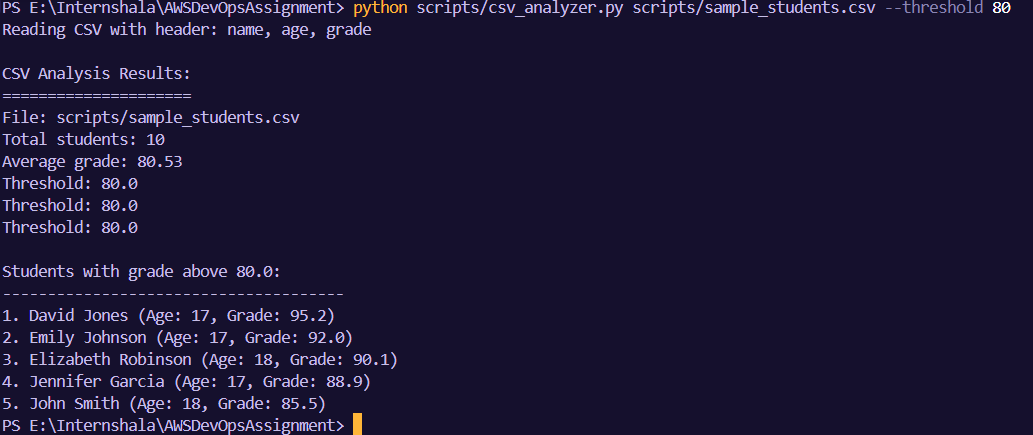 PS E:\Internshala\AWSDevOpsAssignment> python scripts/csv_analyzer.py scripts/sample_students.csv --threshold 80
Reading CSV with header: name, age, grade
CSV Analysis Results:
=====================
File: scripts/sample_students.csv
Total students: 10
Average grade: 80.53
Threshold: 80.0
Threshold: 80.0
Threshold: 80.0
Students with grade above 80.0:
--------------------------------------
1. David Jones (Age: 17, Grade: 95.2)
2. Emily Johnson (Age: 17, Grade: 92.0)
3. Elizabeth Robinson (Age: 18, Grade: 90.1)
4. Jennifer Garcia (Age: 17, Grade: 88.9)
5. John Smith (Age: 18, Grade: 85.5)
PS E:\Internshala\AWSDevOpsAssignment>